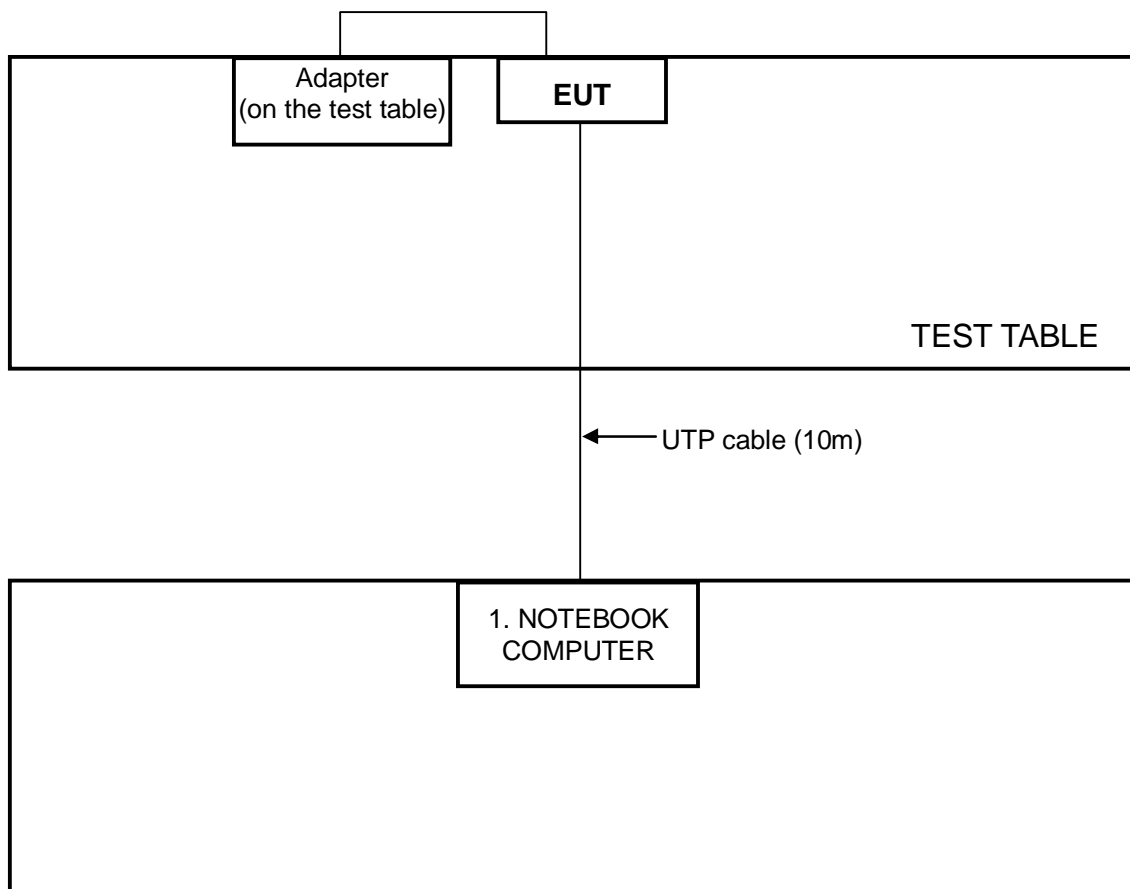 Adapter
(on the test table)
EUT
TEST TABLE
UTP cable (10m)
1. NOTEBOOK
COMPUTER